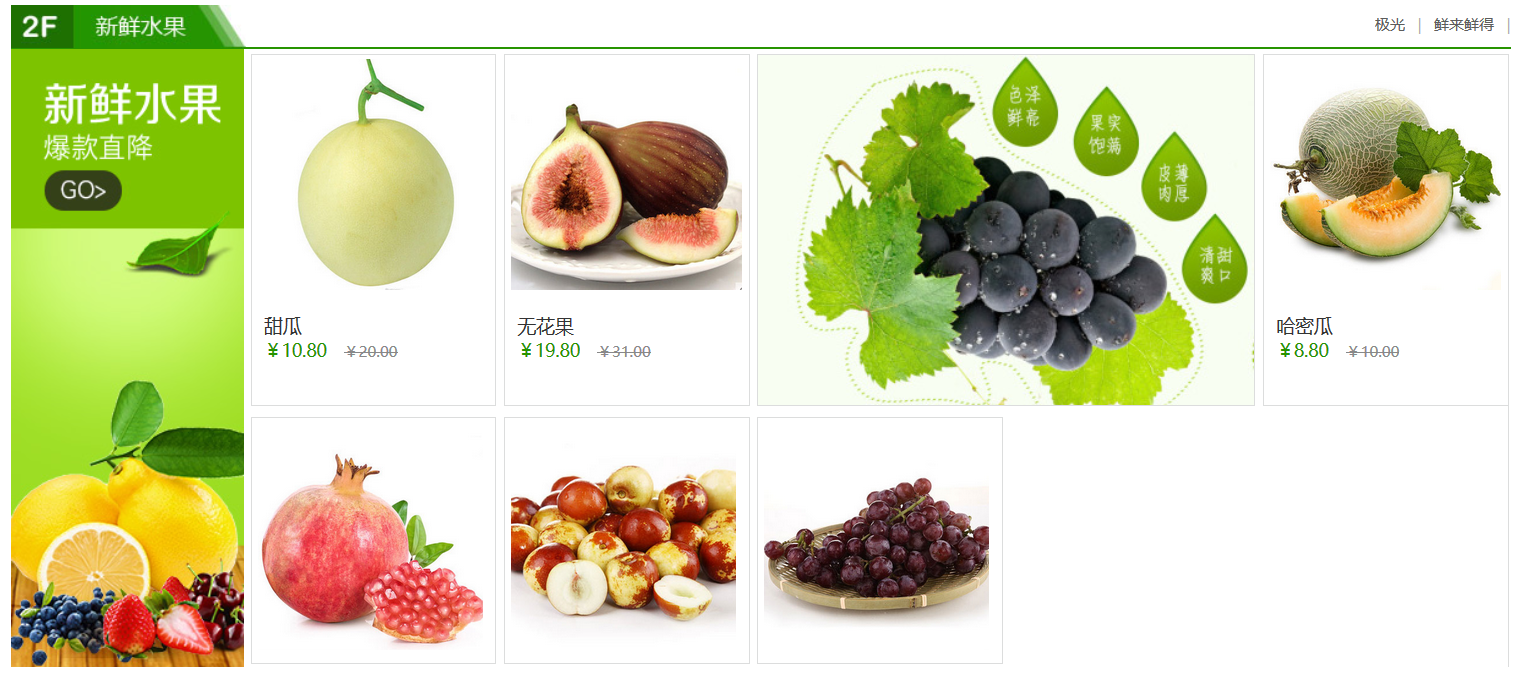 2F 新鲜水果
极光 | 鲜来鲜得 |
新鲜水果
爆款直降
GO>
甜瓜
￥10.80 ￥20.00
无花果
￥19.80 ￥31.00
色泽
鲜亮
果实
饱满
皮薄
肉厚
清甜
爽口
哈密瓜
￥8.80 ￥10.00